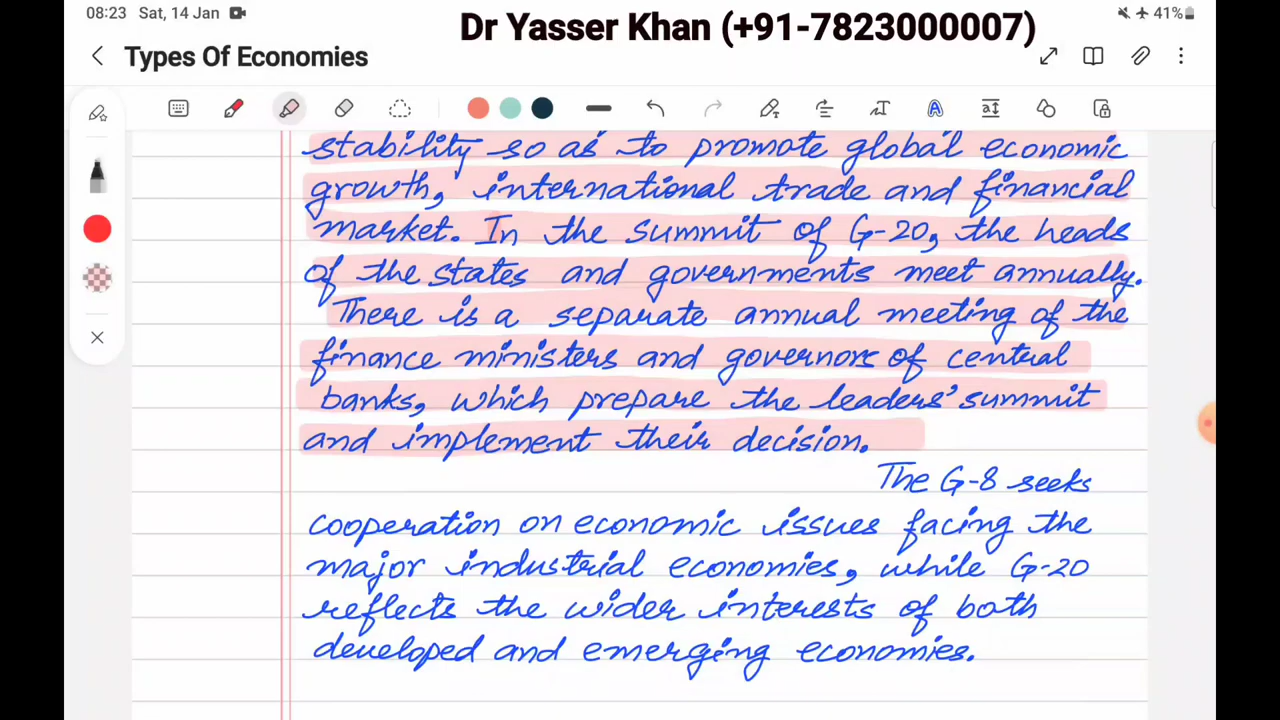 08:23 Sat, 14 Jan
Dr Yasser Khan (+91-7823000007)
41%
Types Of Economies
stability so as to promote global economic
growth, international trade and financial
market. In the summit of G-20, the heads
of the states and governments meet annually.
There is a separate annual meeting of the
finance ministers and governors of central
banks, which prepare the leaders' summit
and implement their decision.
The G-8 seeks
cooperation on economic issues facing the
major industrial economies, while G-20
reflects the wider interests of both
developed and emerging economies.